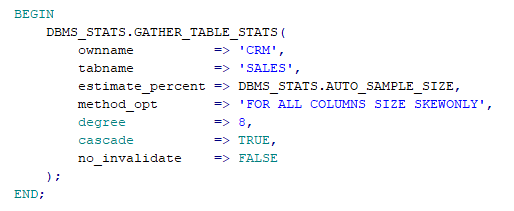 BEGIN
    DBMS_STATS.GATHER_TABLE_STATS(
        ownname          => 'CRM',
        tabname          => 'SALES',
        estimate_percent => DBMS_STATS.AUTO_SAMPLE_SIZE,
        method_opt       => 'FOR ALL COLUMNS SIZE SKEWONLY',
        degree           => 8,
        cascade          => TRUE,
        no_invalidate    => FALSE
    );
END;